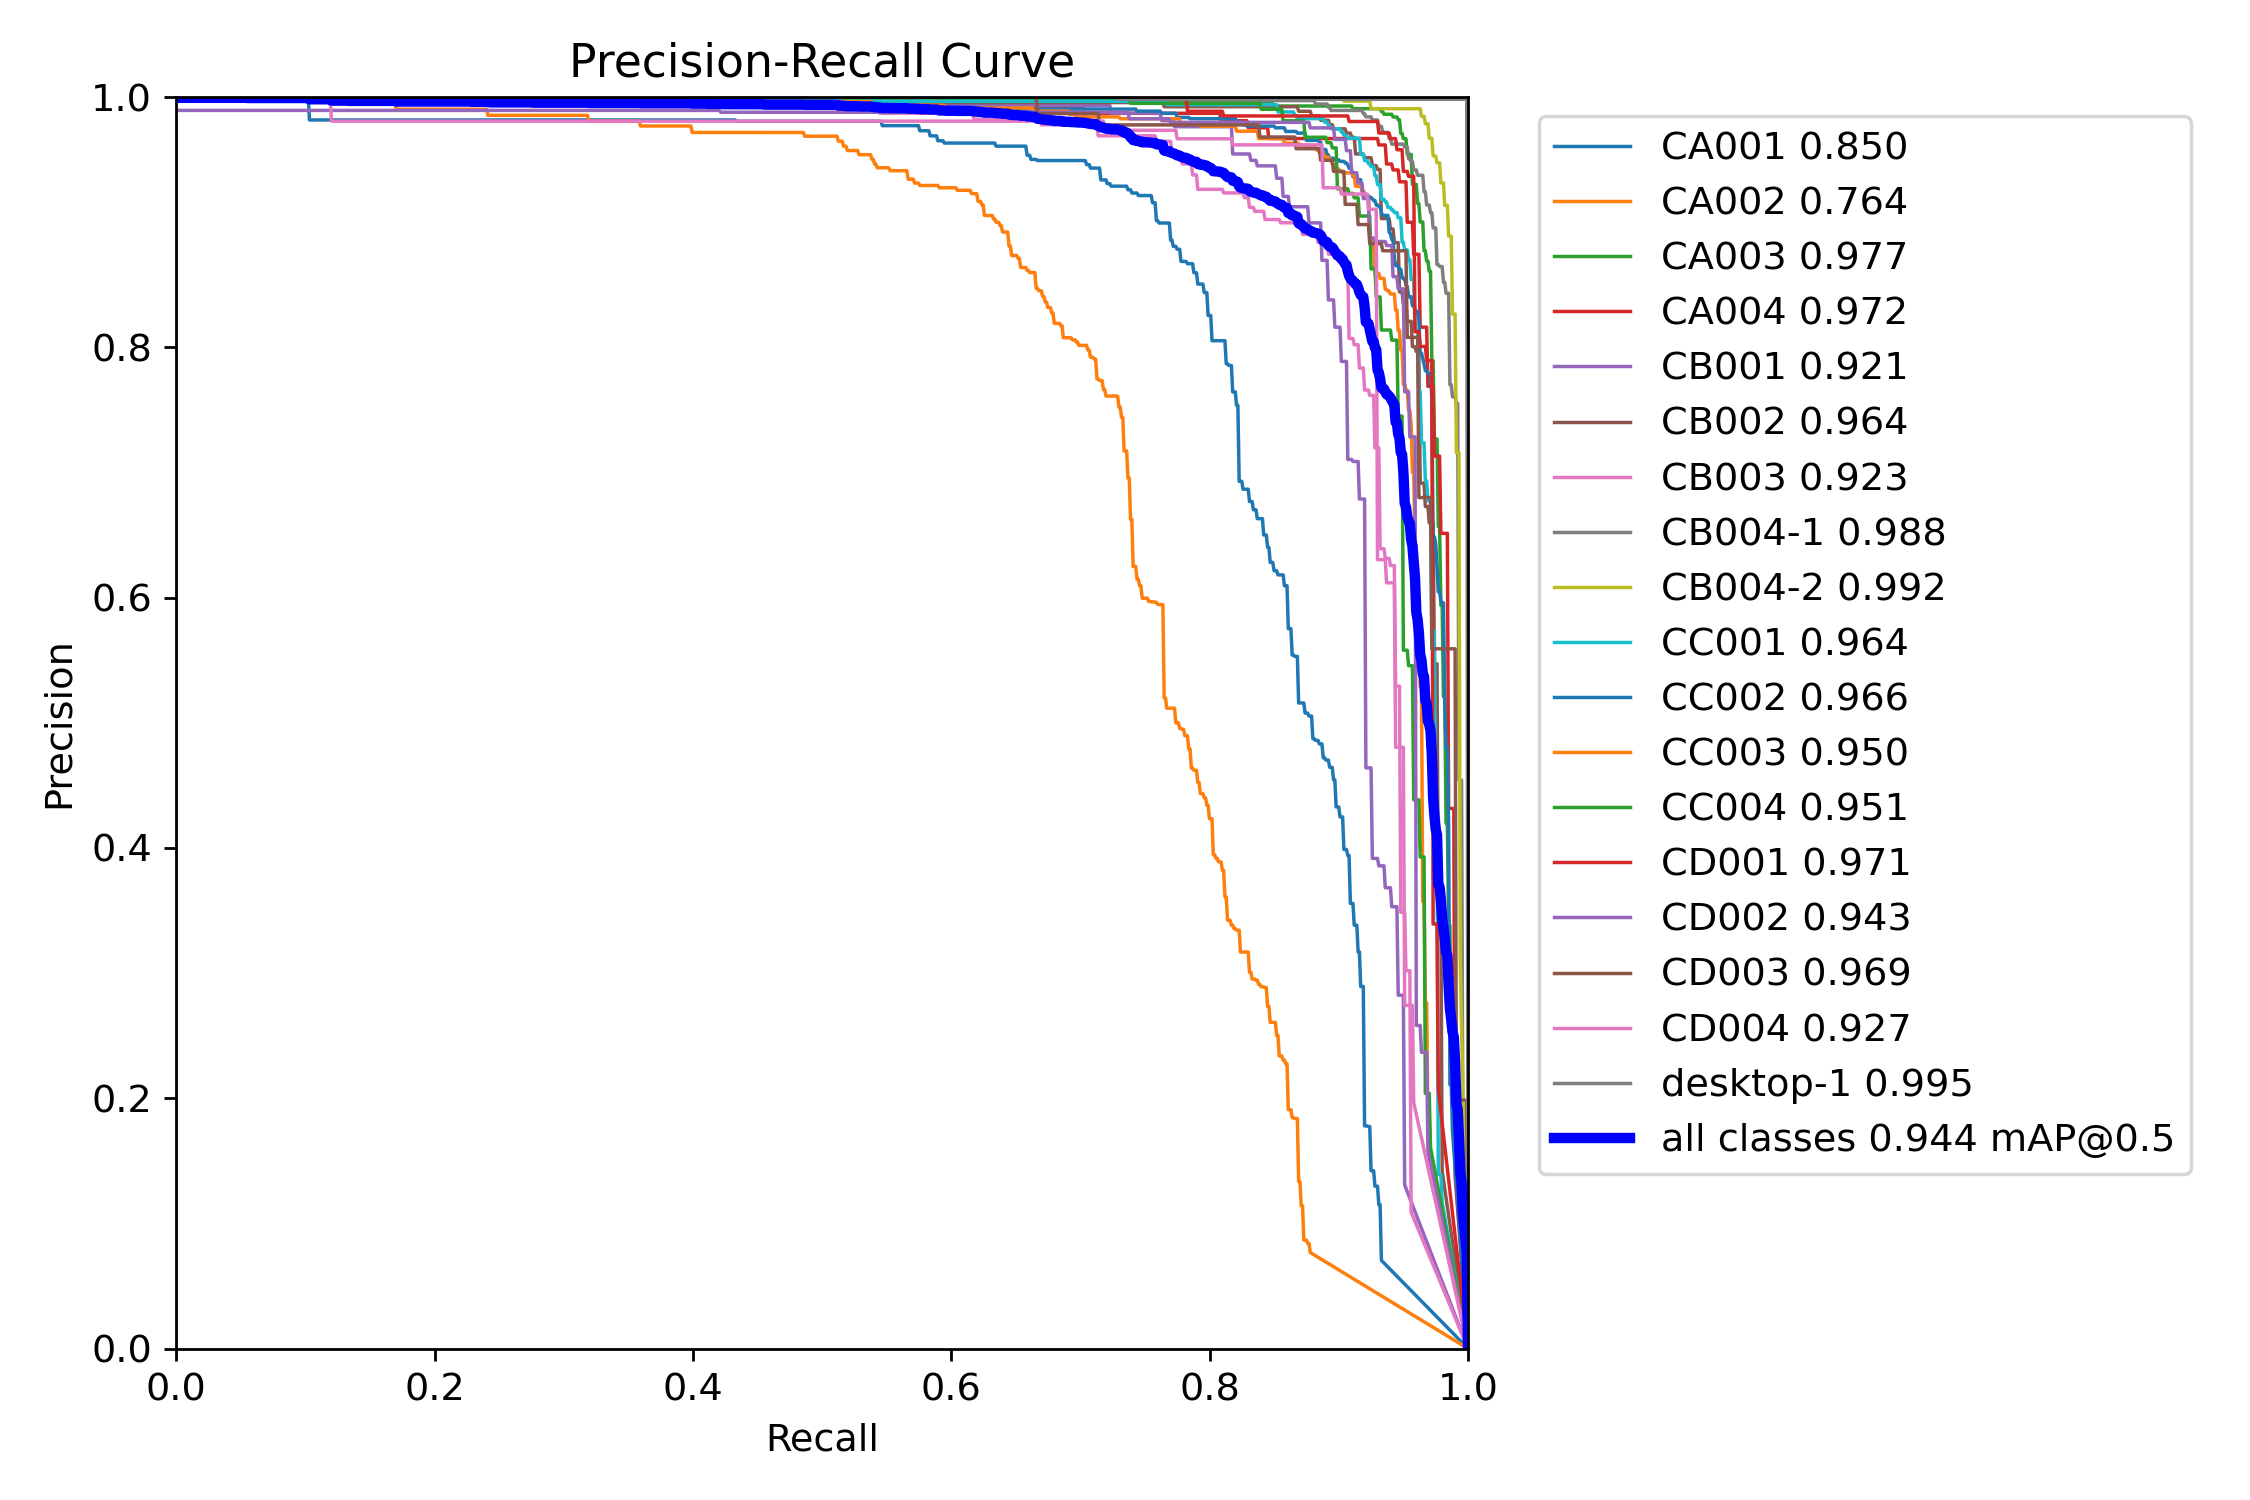 Precision-Recall Curve
1.0
0.8
0.6
0.4
0.2
0.0
Precision
0.0 0.2 0.4 0.6 0.8 1.0
Recall
CA001 0.850
CA002 0.764
CA003 0.977
CA004 0.972
CB001 0.921
CB002 0.964
CB003 0.923
CB004-1 0.988
CB004-2 0.992
CC001 0.964
CC002 0.966
CC003 0.950
CC004 0.951
CD001 0.971
CD002 0.943
CD003 0.969
CD004 0.927
desktop-1 0.995
all classes 0.944 mAP@0.5